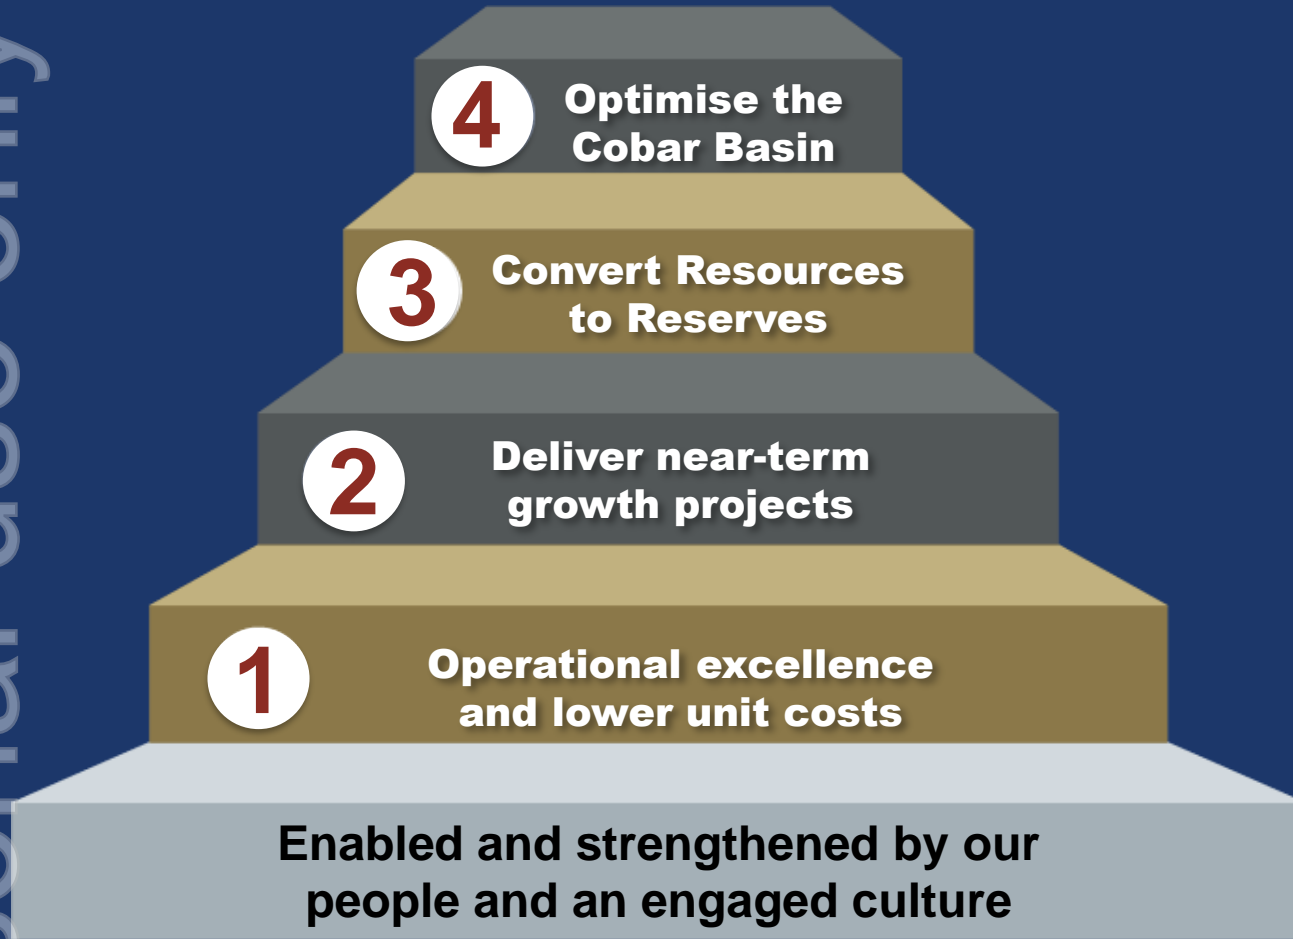 4
Optimise the
Cobar Basin
3
Convert Resources
to Reserves
2
Deliver near-term
growth projects
1
Operational excellence
and lower unit costs
Enabled and strengthened by our
people and an engaged culture